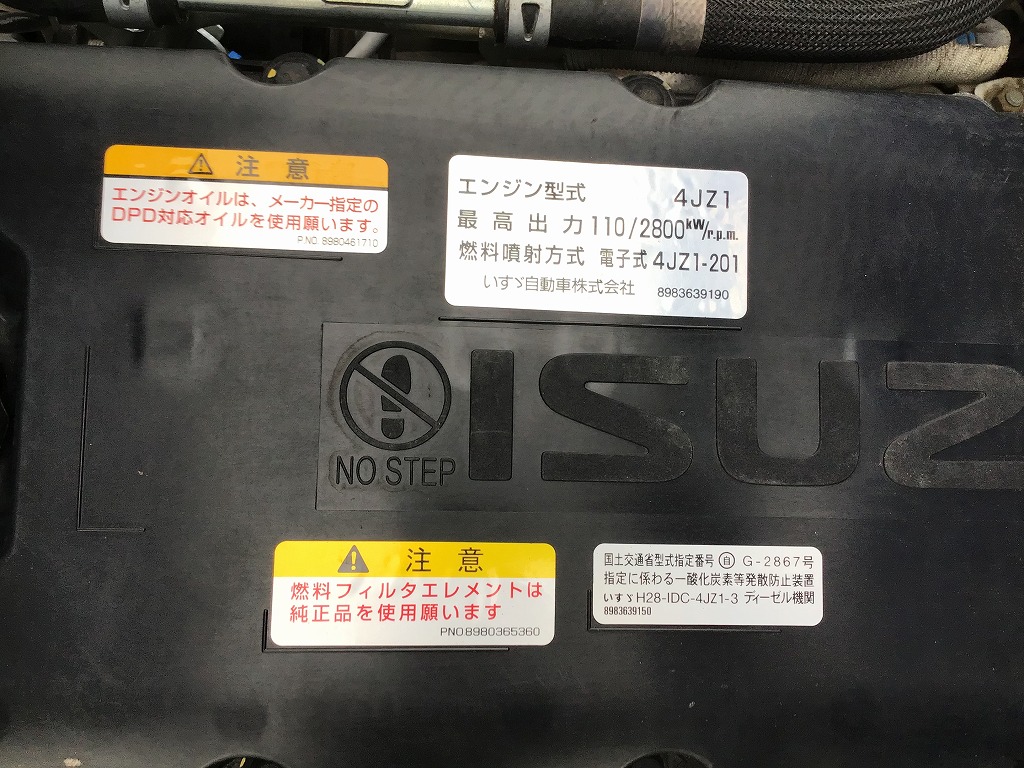 注意
エンジンオイルは、メーカー指定の
DPD対応オイルを使用願います。
P.NO. 8980461710
エンジン型式 4JZ1
最高出力 110/2800kW/r.p.m.
燃料噴射方式 電子式 4JZ1-201
いすゞ自動車株式会社 8983639190
ISUZ
NO STEP
注意
燃料フィルタエレメントは
純正品を使用願います
PNO.8980365360
国土交通省型式指定番号 自 G-2867号
指定に係わる一酸化炭素等発散防止装置
いすゞ H28-IDC-4JZ1-3 ディーゼル機関
8983639150